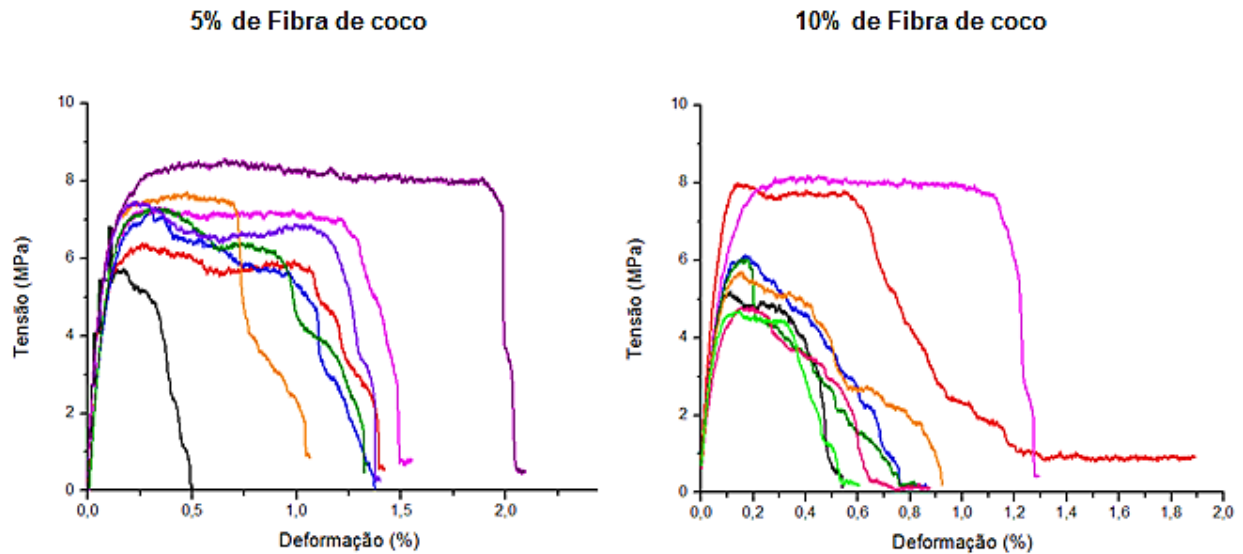 5% de Fibra de coco
10% de Fibra de coco
10
8
6
4
2
0
Tensão (MPa)
0,0 0,5 1,0 1,5 2,0
Deformação (%)
10
8
6
4
2
0
Tensão (MPa)
0,0 0,2 0,4 0,6 0,8 1,0 1,2 1,4 1,6 1,8 2,0
Deformação (%)